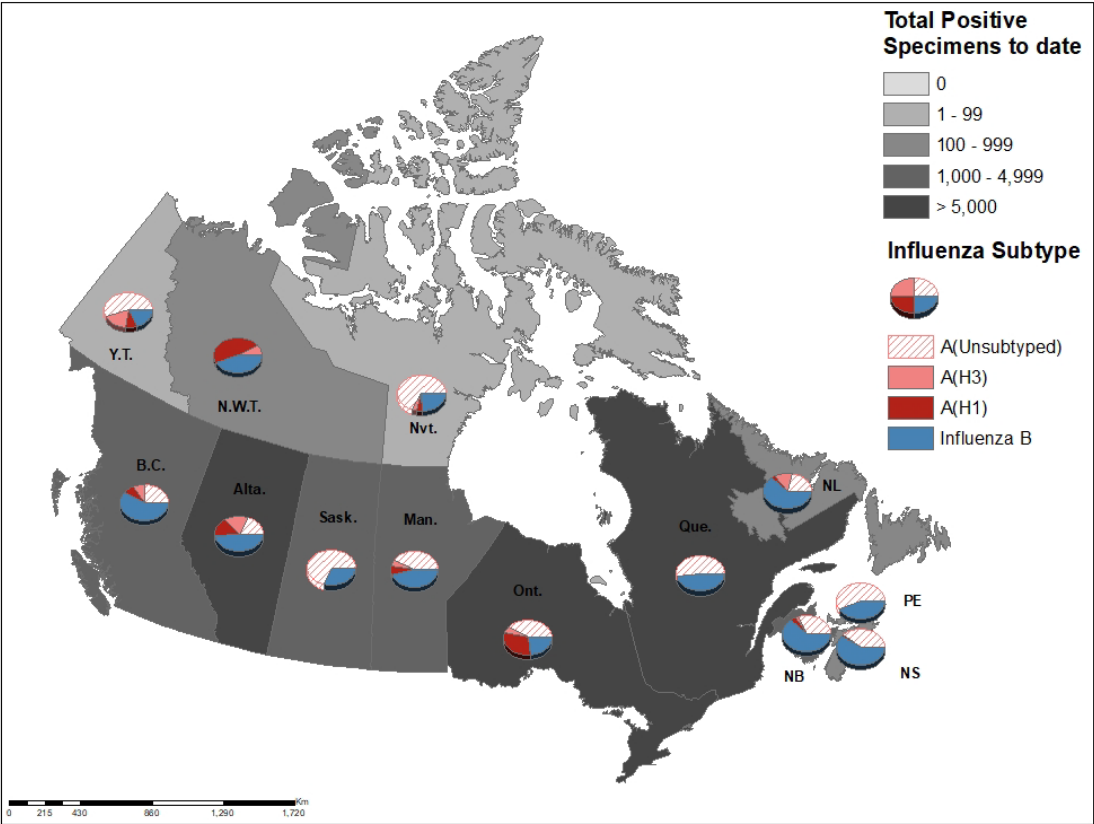 Total Positive
Specimens to date
0
1 - 99
100 - 999
1,000 - 4,999
> 5,000
Influenza Subtype
A(Unsubtyped)
A(H3)
A(H1)
Influenza B
Y.T.
N.W.T.
Nvt.
B.C.
Alta.
Sask.
Man.
Ont.
Que.
NL
PE
NB
NS
Km
0 215 430 860 1,290 1,720